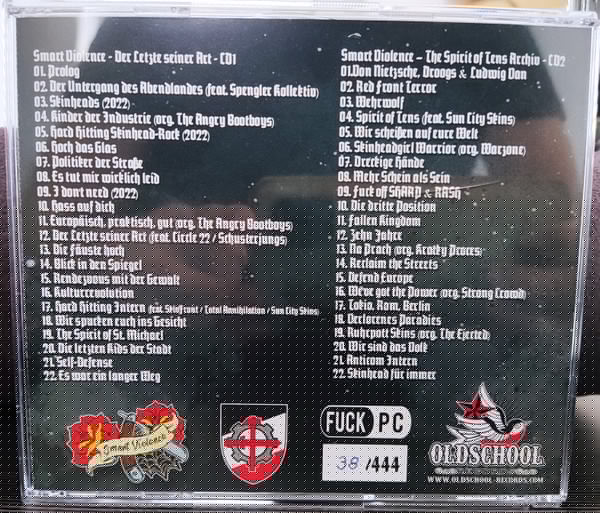 Smart Violence - Der Letzte seiner Art - CD1
01. Prolog
02. Der Untergang des Abendlandes (feat. Spengler Kollektiv)
03. Skinheads (2022)
04. Kinder der Industrie (org. The Angry Bootboys)
05. Hard Hitting Skinhead-Rock (2022)
06. Hoch das Glas
07. Politiker der Straße
08. Es tut mir wirklich leid
09. I dont need (2022)
10. Hass auf dich
11. Europäisch, praktisch, gut (org. The Angry Bootboys)
12. Der Letzte seiner Art (feat. Circle 22 / Schusterjungs)
13. Die Fäuste hoch
14. Blick in den Spiegel
15. Rendezvous mit der Gewalt
16. Kulturrevolution
17. Hard Hitting Intern (feat. Skinfront / Total Annihilation / Sun City Skins)
18. Wir spucken euch ins Gesicht
19. The Spirit of St. Michael
20. Die letzten Kids der Stadt
21. Self-Defense
22. Es war ein langer Weg
Smart Violence - The Spirit of Tens Archiv - CD2
01.Don Nietzsche, Droogs & Ludwig Van
02. Red Front Terror
03. Wehrwolf
04. Spirit of Tens (feat. Sun City Skins)
05. Wir scheißen auf eure Welt
06. Skinheadgirl Warrior (org. Warzone)
07. Dreckige Hände
08. Mehr Schein als Sein
09. Fuck off SHARP & RASH
10. Die dritte Position
11. Fallen Kingdom
12. Zehn Jahre
13. Na Prach (org. Kratky Proces)
14. Reclaim the Streets
15. Defend Europe
16. We've got the Power (org. Strong Crowd)
17. Tokio, Rom, Berlin
18. Verlorenes Paradies
19. Ruhrpott Skins (org. The Ejected)
20. Wir sind das Volk
21. Anticom Intern
22. Skinhead für immer
Smart Violence
FUCK PC
38 /444
OLDSCHOOL
WWW.OLDSCHOOL-RECORDS.COM